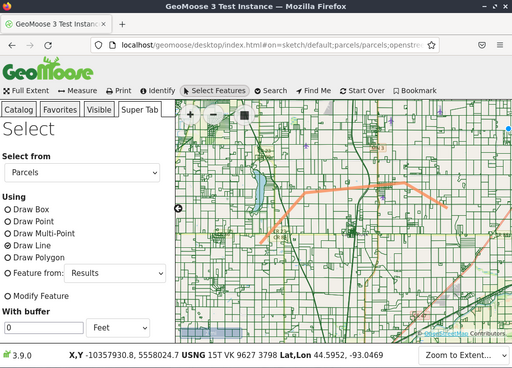 GeoMoose 3 Test Instance — Mozilla Firefox
GeoMoose 3 Test Instance
localhost/geomoose/desktop/index.html#on=sketch/default;parcels/parcels;openstre
GeoMoose
Full Extent Measure Print Identify Select Features Search Find Me Start Over Bookmark
Catalog Favorites Visible Super Tab
Select
Select from
Parcels
Using
Draw Box
Draw Point
Draw Multi-Point
Draw Line
Draw Polygon
Feature from: Results
Modify Feature
With buffer
0 Feet
© OpenStreetMap Contributors
3.9.0 X,Y -10357930.8, 5558024.7 USNG 15T VK 9627 3798 Lat,Lon 44.5952, -93.0469 Zoom to Extent...